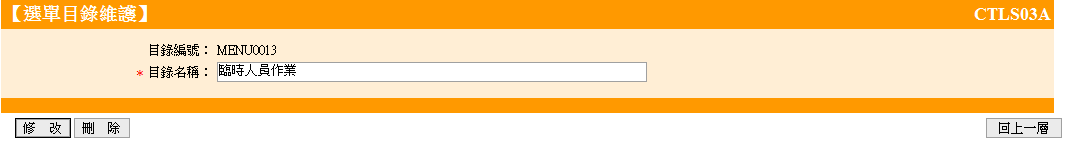 【選單目錄維護】 CTLS03A
目錄編號： MENU0013
* 目錄名稱： 臨時人員作業
修 改 刪 除 回上一層